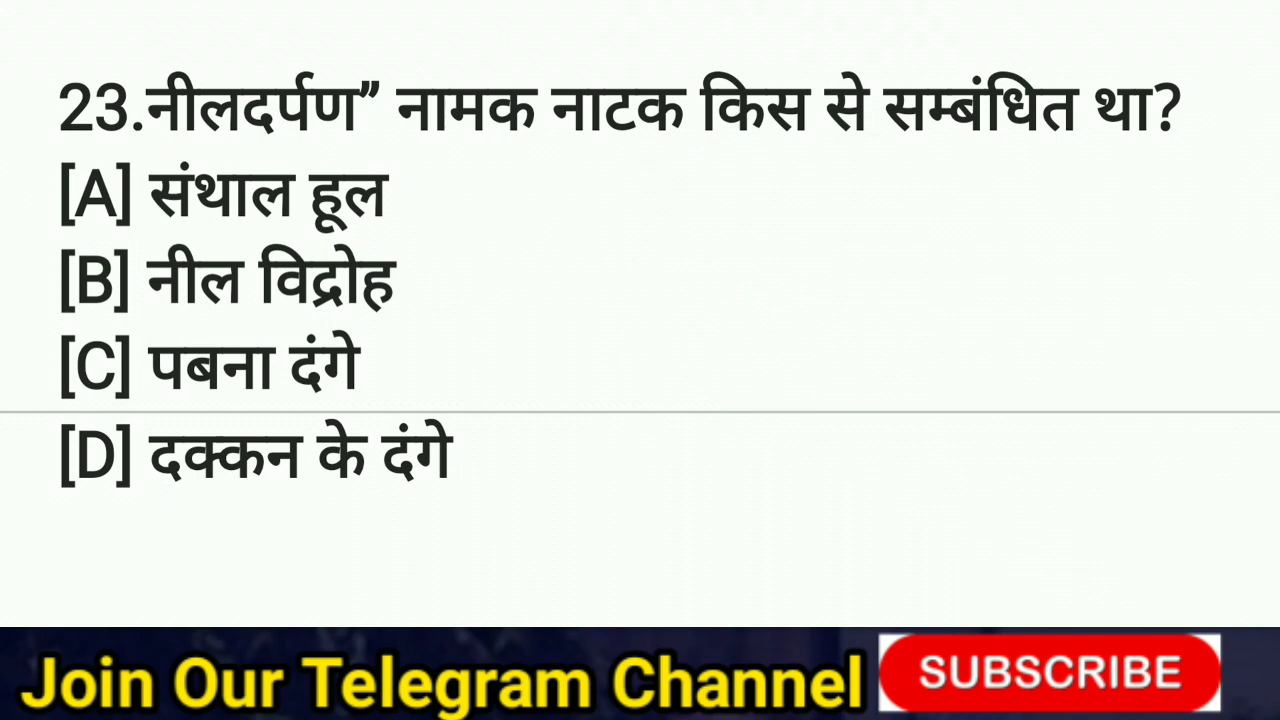 23.नीलदर्पण” नामक नाटक किस से सम्बंधित था?
[A] संथाल हूल
[B] नील विद्रोह
[C] पबना दंगे
[D] दक्कन के दंगे
Join Our Telegram Channel SUBSCRIBE